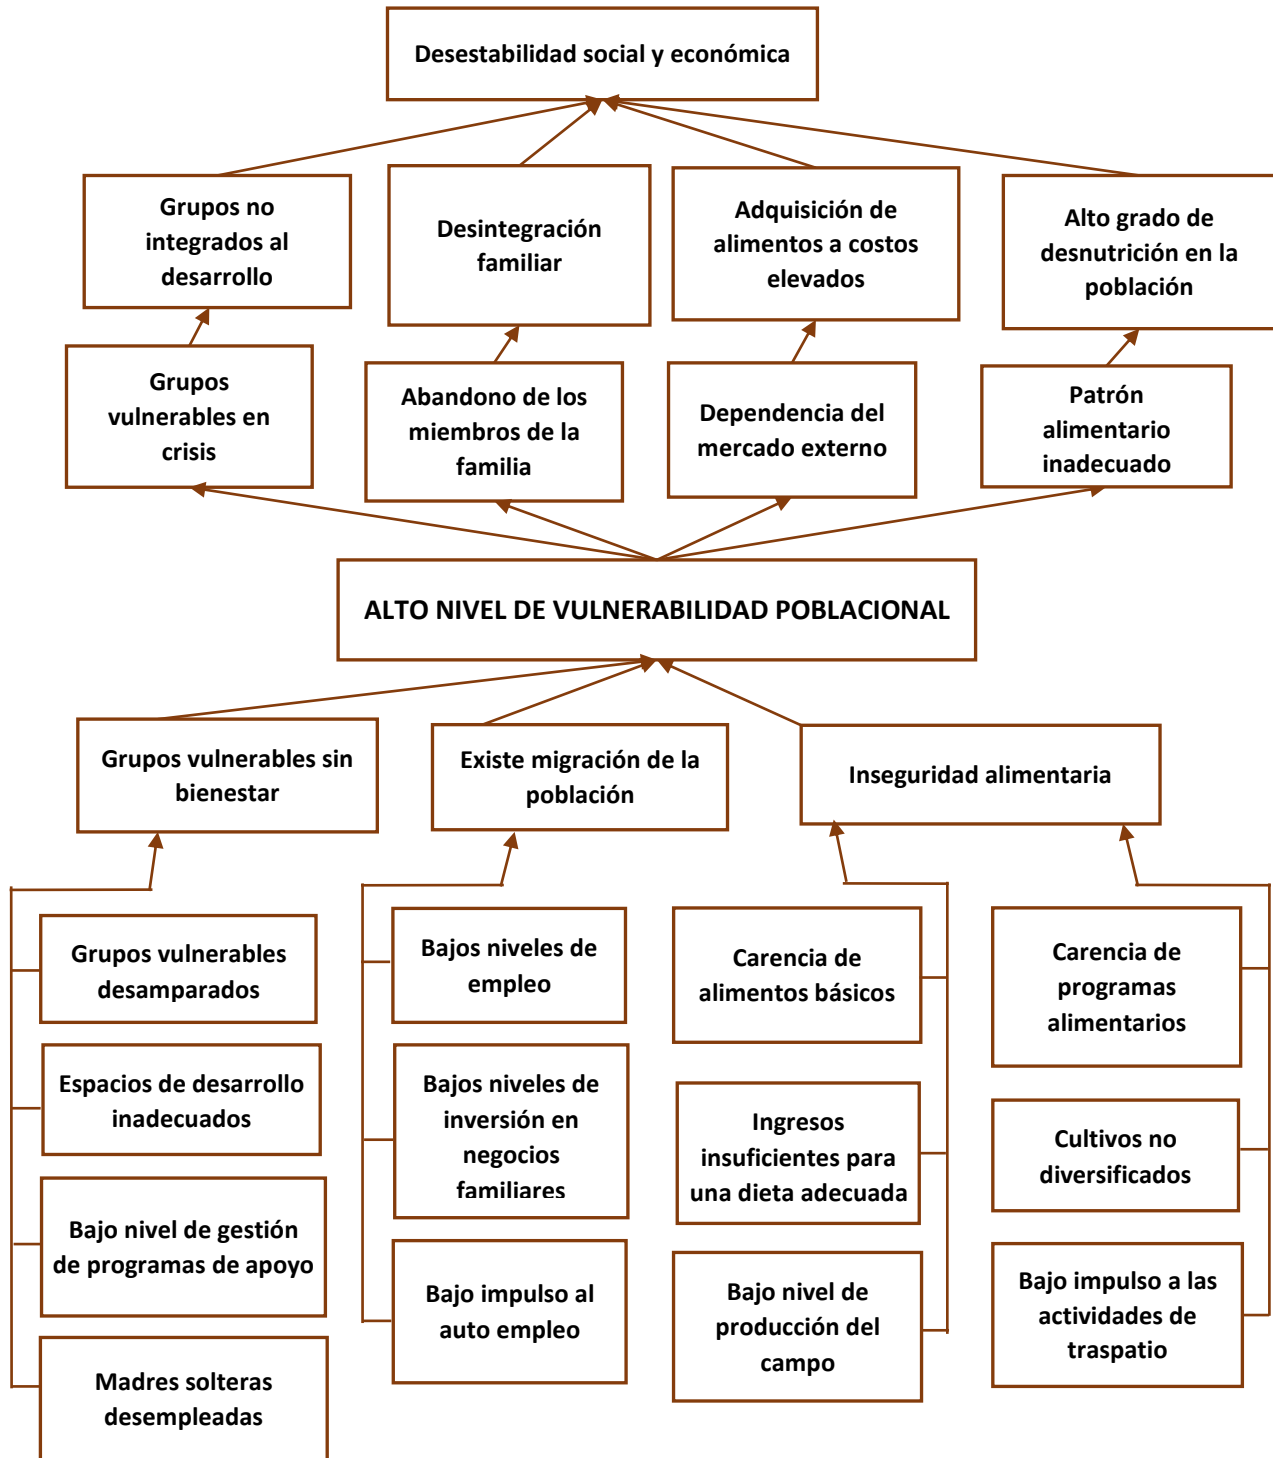 Desestabilidad social y económica
Grupos no
integrados al
desarrollo
Desintegración
familiar
Adquisición de
alimentos a costos
elevados
Alto grado de
desnutrición en la
población
Grupos
vulnerables en
crisis
Abandono de los
miembros de la
familia
Dependencia del
mercado externo
Patrón
alimentario
inadecuado
ALTO NIVEL DE VULNERABILIDAD POBLACIONAL
Grupos vulnerables sin
bienestar
Existe migración de la
población
Inseguridad alimentaria
Grupos vulnerables
desamparados
Bajos niveles de
empleo
Carencia de
alimentos básicos
Carencia de
programas
alimentarios
Espacios de desarrollo
inadecuados
Bajos niveles de
inversión en
negocios
familiares
Ingresos
insuficientes para
una dieta adecuada
Cultivos no
diversificados
Bajo nivel de gestión
de programas de apoyo
Bajo impulso al
auto empleo
Bajo nivel de
producción del
campo
Bajo impulso a las
actividades de
traspatio
Madres solteras
desempleadas